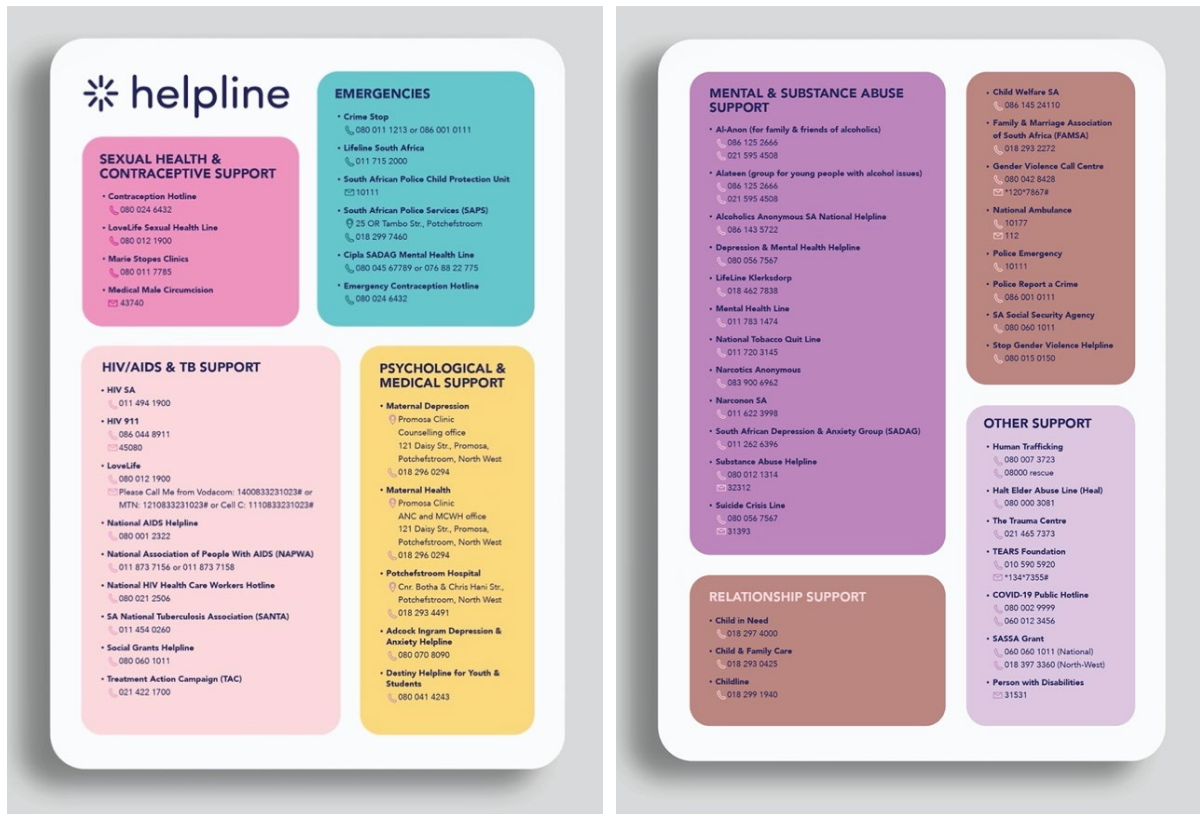 helpline
SEXUAL HEALTH &
CONTRACEPTIVE SUPPORT
• Contraception Hotline
080 024 6432
• LoveLife Sexual Health Line
080 012 1900
• Marie Stopes Clinics
080 011 7785
• Medical Male Circumcision
43740
EMERGENCIES
• Crime Stop
080 011 1213 or 086 001 0111
• Lifeline South Africa
011 715 2000
• South African Police Child Protection Unit
10111
• South African Police Services (SAPS)
25 OR Tambo Str., Potchefstroom
018 299 7460
• Cipla SADAG Mental Health Line
080 045 67789 or 076 88 22 775
• Emergency Contraception Hotline
080 024 6432
HIV/AIDS & TB SUPPORT
• HIV SA
011 494 1900
• HIV 911
086 044 8911
45080
• LoveLife
080 012 1900
Please Call Me from Vodacom: 1400833231023# or
MTN: 1210833231023# or Cell C: 1110833231023#
• National AIDS Helpline
080 001 2322
• National Association of People With AIDS (NAPWA)
011 873 7156 or 011 873 7158
• National HIV Health Care Workers Hotline
080 021 2506
• SA National Tuberculosis Association (SANTA)
011 454 0260
• Social Grants Helpline
080 060 1011
• Treatment Action Campaign (TAC)
021 422 1700
PSYCHOLOGICAL &
MEDICAL SUPPORT
• Maternal Depression
Promosa Clinic
Counselling office
121 Daisy Str., Promosa,
Potchefstroom, North West
018 296 0294
• Maternal Health
Promosa Clinic
ANC and MCWH office
121 Daisy Str., Promosa,
Potchefstroom, North West
018 296 0294
• Potchefstroom Hospital
Cnr. Botha & Chris Hani Str.,
Potchefstroom, North West
018 293 4491
• Adcock Ingram Depression &
Anxiety Helpline
080 070 8090
• Destiny Helpline for Youth &
Students
080 041 4243
MENTAL & SUBSTANCE ABUSE
SUPPORT
• Al-Anon (for family & friends of alcoholics)
086 125 2666
021 595 4508
• Alateen (group for young people with alcohol issues)
086 125 2666
021 595 4508
• Alcoholics Anonymous SA National Helpline
086 143 5722
• Depression & Mental Health Helpline
080 056 7567
• LifeLine Klerksdorp
018 462 7838
• Mental Health Line
011 783 1474
• National Tobacco Quit Line
011 720 3145
• Narcotics Anonymous
083 900 6962
• Narconon SA
011 622 3998
• South African Depression & Anxiety Group (SADAG)
011 262 6396
• Substance Abuse Helpline
080 012 1314
32312
• Suicide Crisis Line
080 056 7567
31393
RELATIONSHIP SUPPORT
• Child in Need
018 297 4000
• Child & Family Care
018 293 0425
• Childline
018 299 1940
• Child Welfare SA
086 145 24110
• Family & Marriage Association
of South Africa (FAMSA)
018 293 2272
• Gender Violence Call Centre
080 042 8428
*120*7867#
• National Ambulance
10177
112
• Police Emergency
10111
• Police Report a Crime
086 001 0111
• SA Social Security Agency
080 060 1011
• Stop Gender Violence Helpline
080 015 0150
OTHER SUPPORT
• Human Trafficking
080 007 3723
08000 rescue
• Halt Elder Abuse Line (Heal)
080 000 3081
• The Trauma Centre
021 465 7373
• TEARS Foundation
010 590 5920
*134*7355#
• COVID-19 Public Hotline
080 002 9999
060 012 3456
• SASSA Grant
060 060 1011 (National)
018 397 3360 (North-West)
• Person with Disabilities
31531